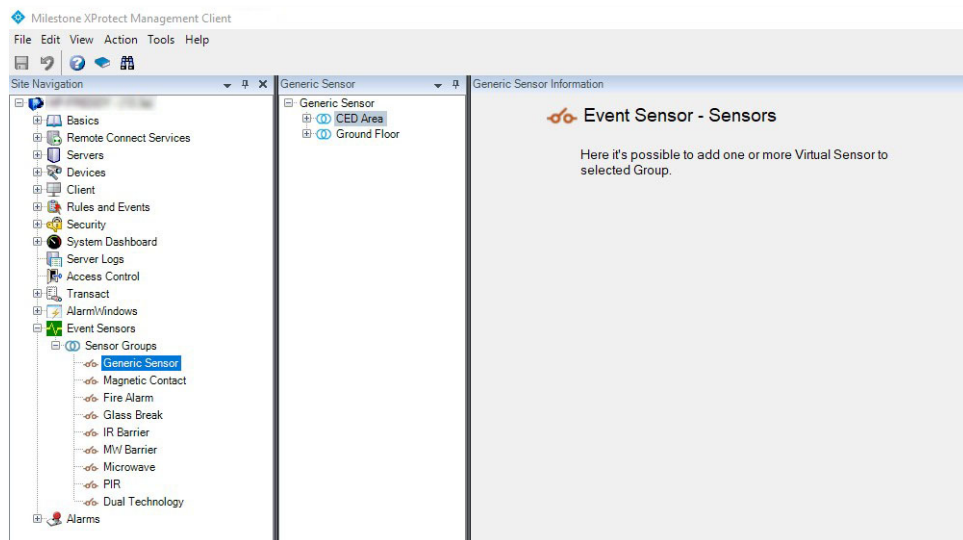 Milestone XProtect Management Client
File Edit View Action Tools Help
Site Navigation
Basics
Remote Connect Services
Servers
Devices
Client
Rules and Events
Security
System Dashboard
Server Logs
Access Control
Transact
AlarmWindows
Event Sensors
Sensor Groups
Generic Sensor
Magnetic Contact
Fire Alarm
Glass Break
IR Barrier
MW Barrier
Microwave
PIR
Dual Technology
Alarms
Generic Sensor
Generic Sensor
CED Area
Ground Floor
Generic Sensor Information
Event Sensor - Sensors
Here it's possible to add one or more Virtual Sensor to
selected Group.